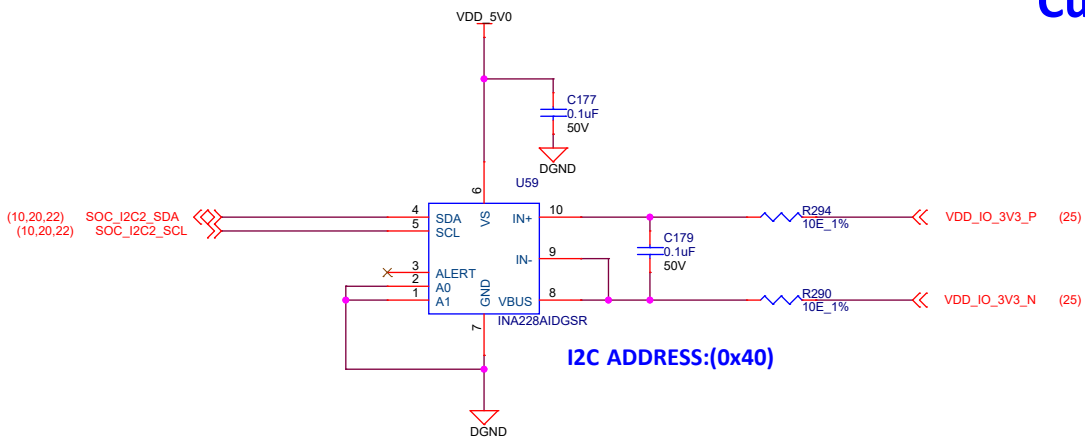 Cu
VDD_5V0
C177
0.1uF
50V
DGND
U59
6
VS
(10,20,22) SOC_I2C2_SDA 4 SDA IN+ 10 R294 VDD_IO_3V3_P (25)
10E_1%
(10,20,22) SOC_I2C2_SCL 5 SCL
C179
0.1uF
50V
IN- 9
3 ALERT
2 A0
1 A1 GND VBUS 8 R290 VDD_IO_3V3_N (25)
10E_1%
7
INA228AIDGSR
I2C ADDRESS:(0x40)
DGND